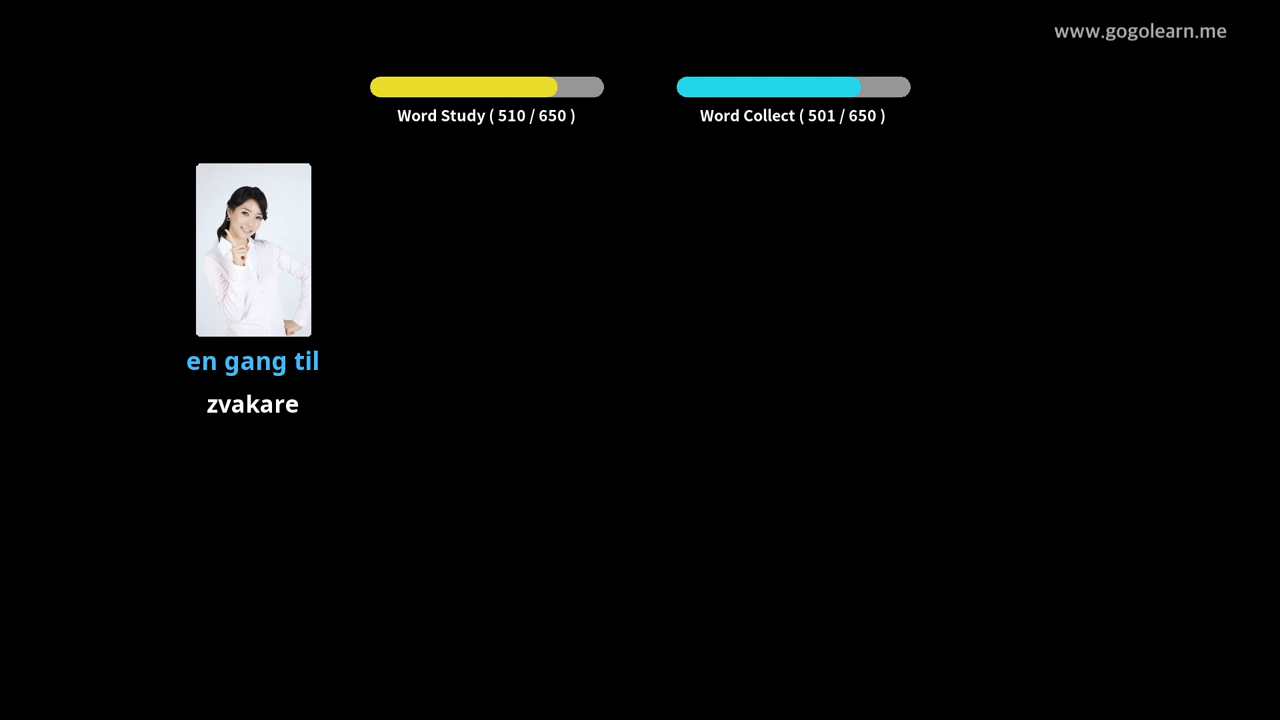 www.gogolearn.me
Word Study ( 510 / 650 )
Word Collect ( 501 / 650 )
en gang til
zvakare